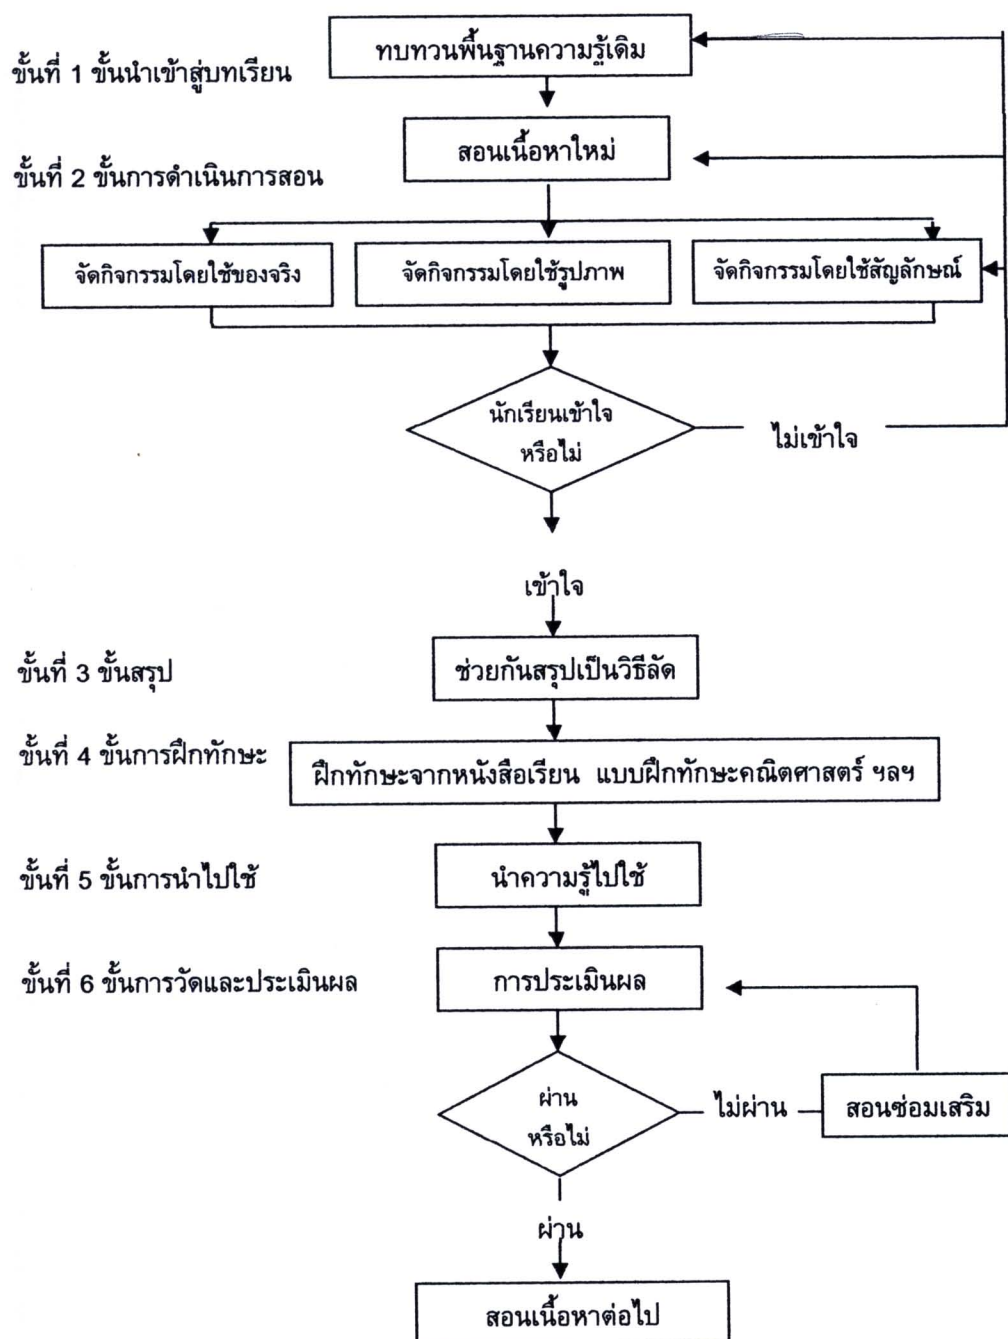 ทบทวนพื้นฐานความรู้เดิม
ขั้นที่ 1 ขั้นนำเข้าสู่บทเรียน
สอนเนื้อหาใหม่
ขั้นที่ 2 ขั้นการดำเนินการสอน
จัดกิจกรรมโดยใช้ของจริง
จัดกิจกรรมโดยใช้รูปภาพ
จัดกิจกรรมโดยใช้สัญลักษณ์
นักเรียนเข้าใจ
หรือไม่
ไม่เข้าใจ
เข้าใจ
ขั้นที่ 3 ขั้นสรุป
ช่วยกันสรุปเป็นวิธีลัด
ขั้นที่ 4 ขั้นการฝึกทักษะ
ฝึกทักษะจากหนังสือเรียน แบบฝึกทักษะคณิตศาสตร์ ฯลฯ
ขั้นที่ 5 ขั้นการนำไปใช้
นำความรู้ไปใช้
ขั้นที่ 6 ขั้นการวัดและประเมินผล
การประเมินผล
ผ่าน
หรือไม่
ไม่ผ่าน
สอนซ่อมเสริม
ผ่าน
สอนเนื้อหาต่อไป